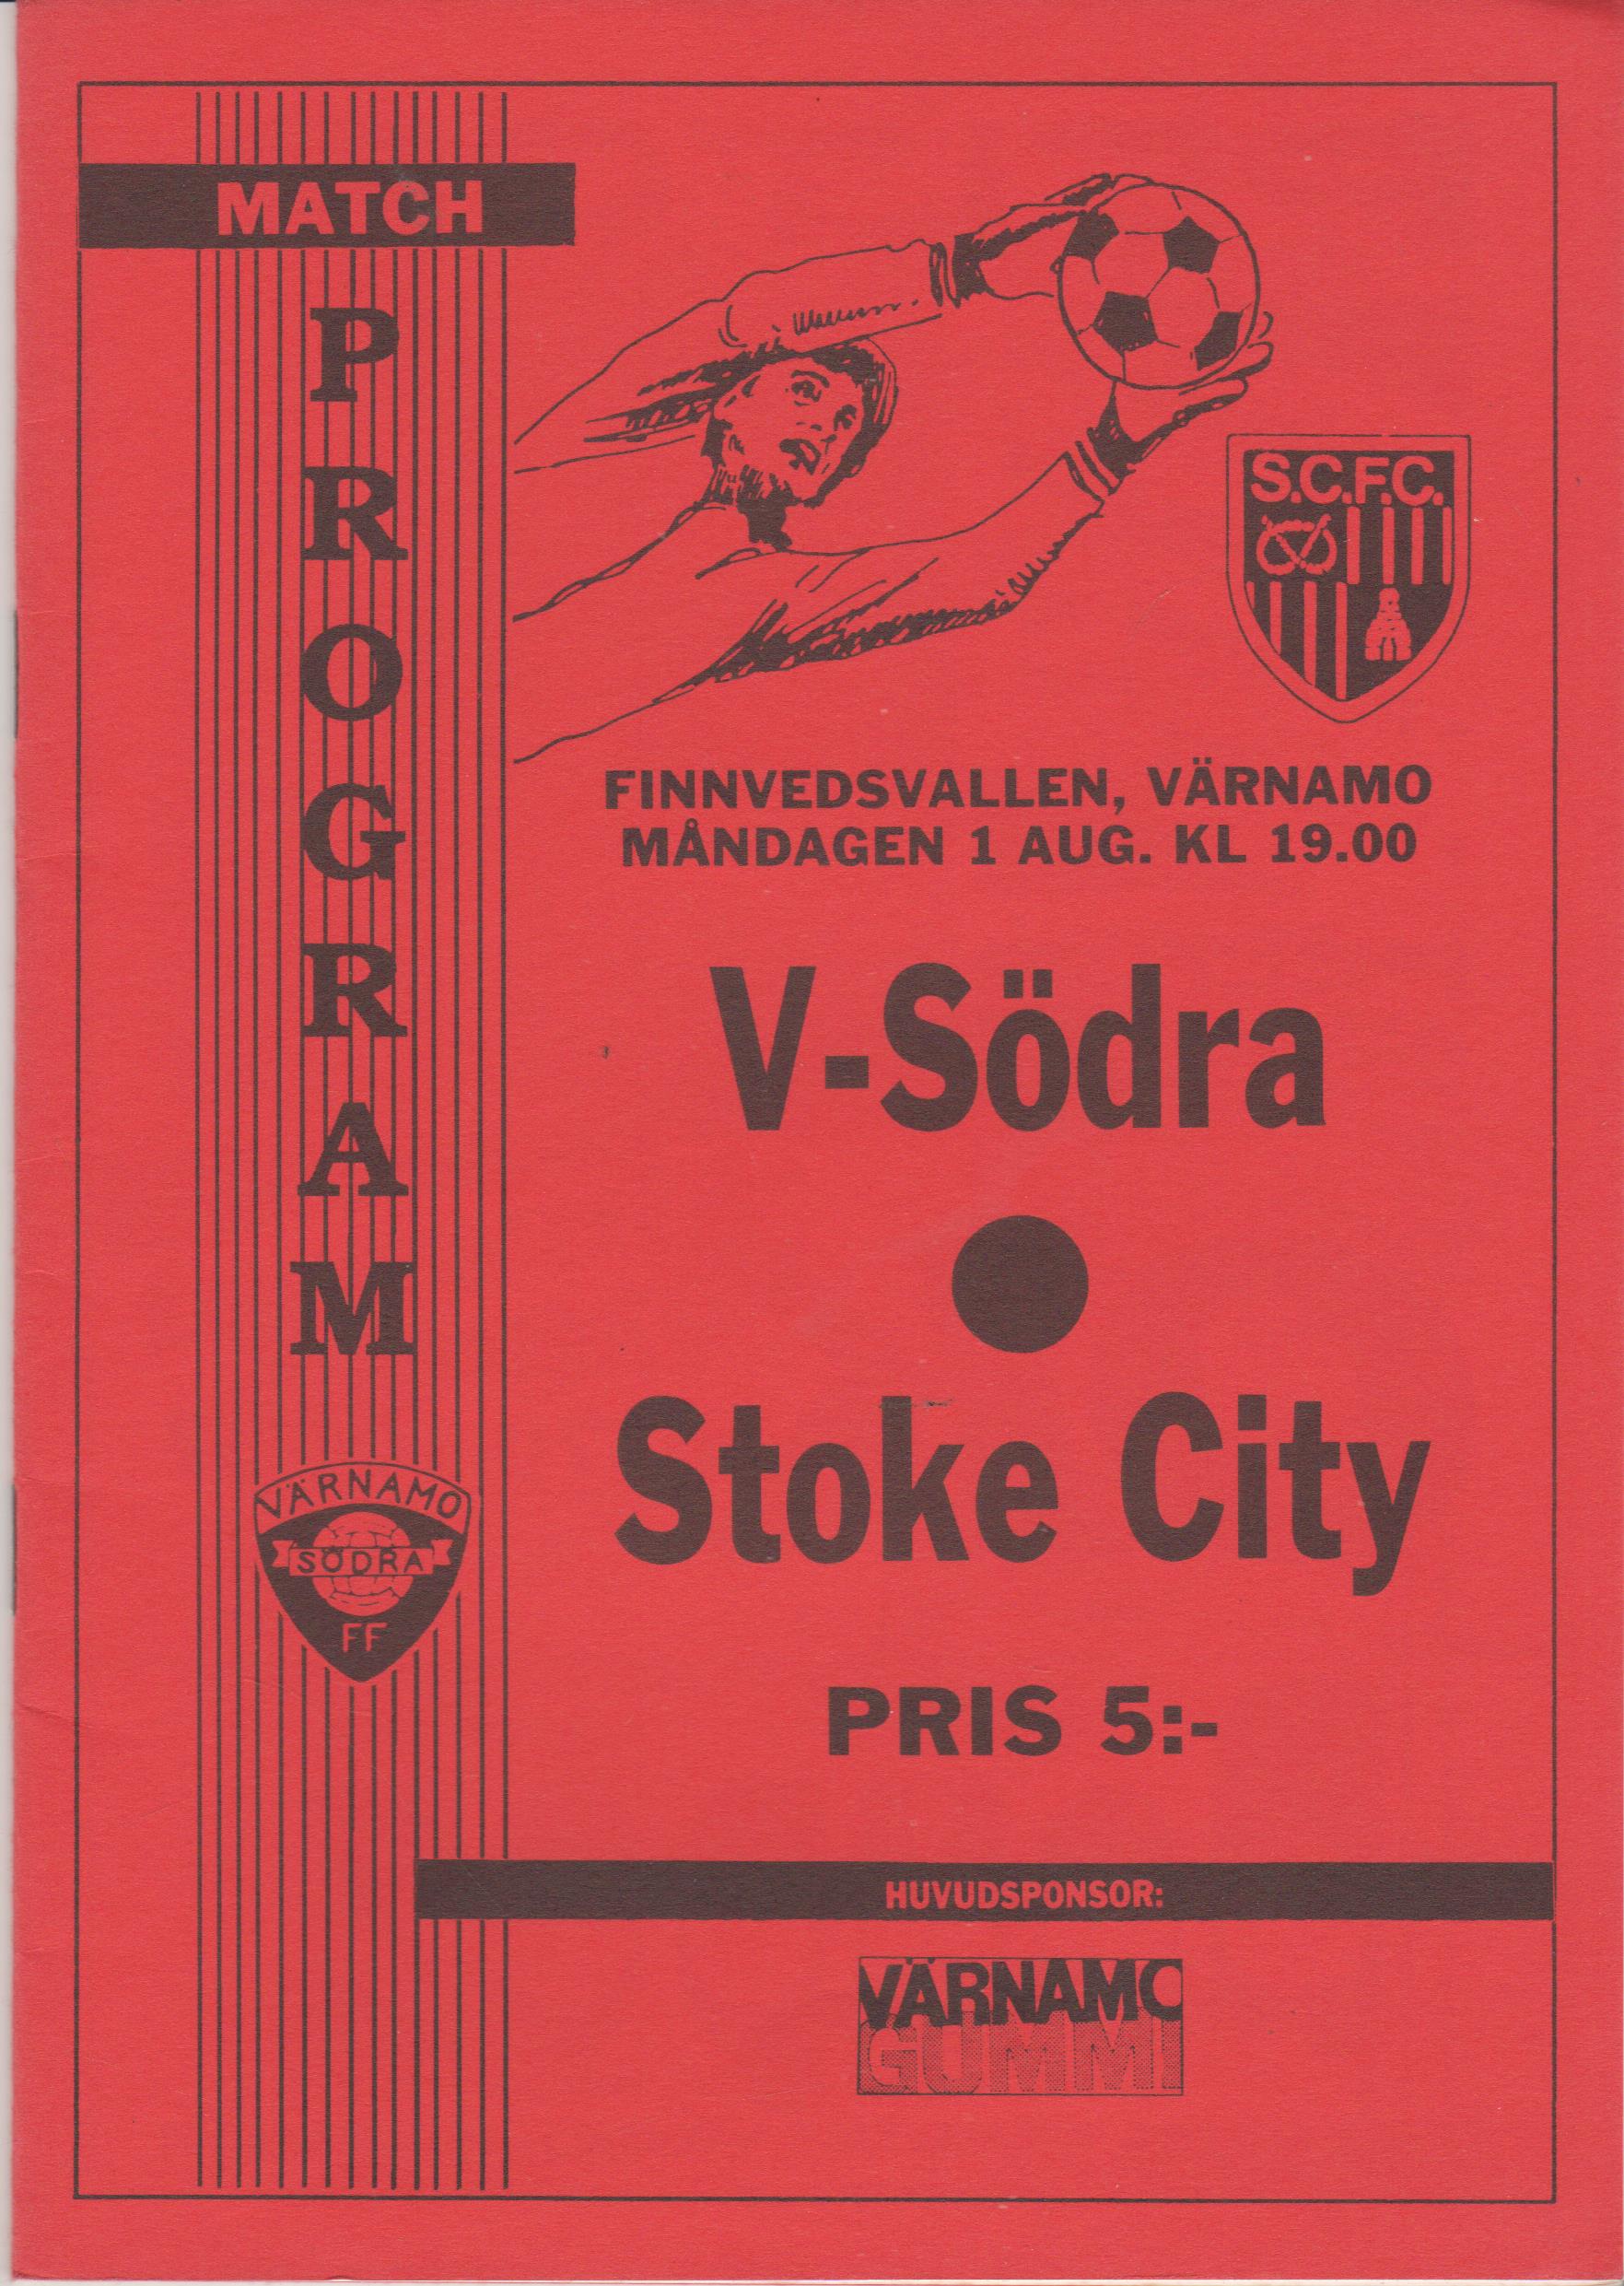 MATCH
PROGRAM
S.C.F.C.
FINNVEDSVALLEN, VÄRNAMO
MÅNDAGEN 1 AUG. KL 19.00
V-Södra
Stoke City
VÄRNAMO
SÖDRA
FF
PRIS 5:-
HUVUDSPONSOR:
VÄRNAMO
GUMMI